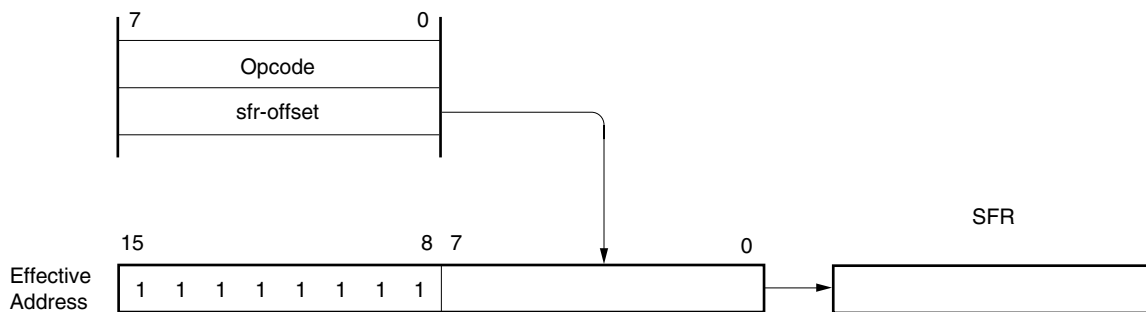 7 0
Opcode
sfr-offset
SFR
15 8 7 0
Effective
Address
1 1 1 1 1 1 1 1